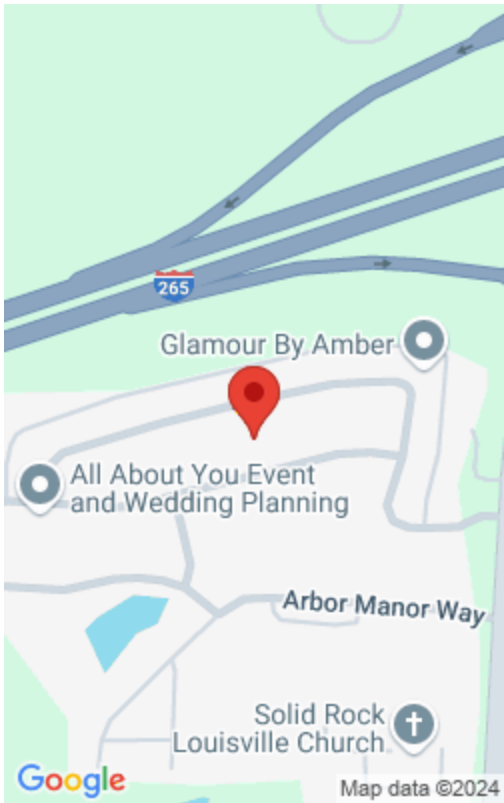 265
Glamour By Amber
All About You Event
and Wedding Planning
Arbor Manor Way
Solid Rock
Louisville Church
Google
Map data ©2024